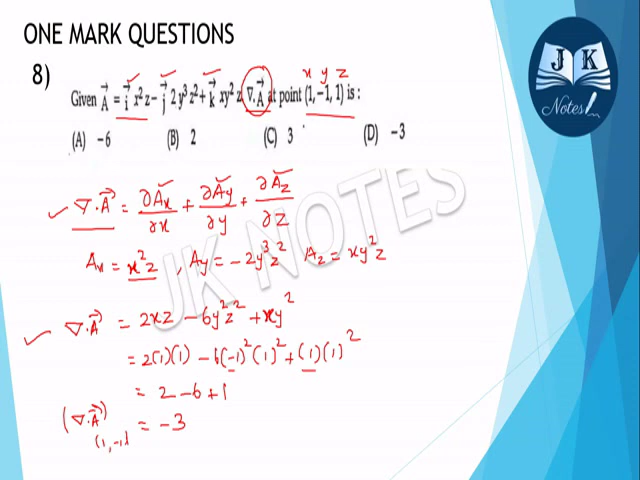 ONE MARK QUESTIONS
JK
Notes
8)
x y z
Given A⃗ = i⃗ x²z − j⃗ 2y³z² + k⃗ xy²z ∇.A⃗ at point (1, −1, 1) is :
(A) −6 (B) 2 (C) 3 (D) −3
∇.A⃗ = ∂Ax/∂x + ∂Ay/∂y + ∂Az/∂z
Ax = x²z , Ay = −2y³z² Az = xy²z
∇.A⃗ = 2xz − 6y²z² + xy²
= 2(1)(1) − 6(−1)²(1)² + (1)(1)²
= 2 − 6 + 1
(∇.A⃗)(1,−1) = −3
JK NOTES